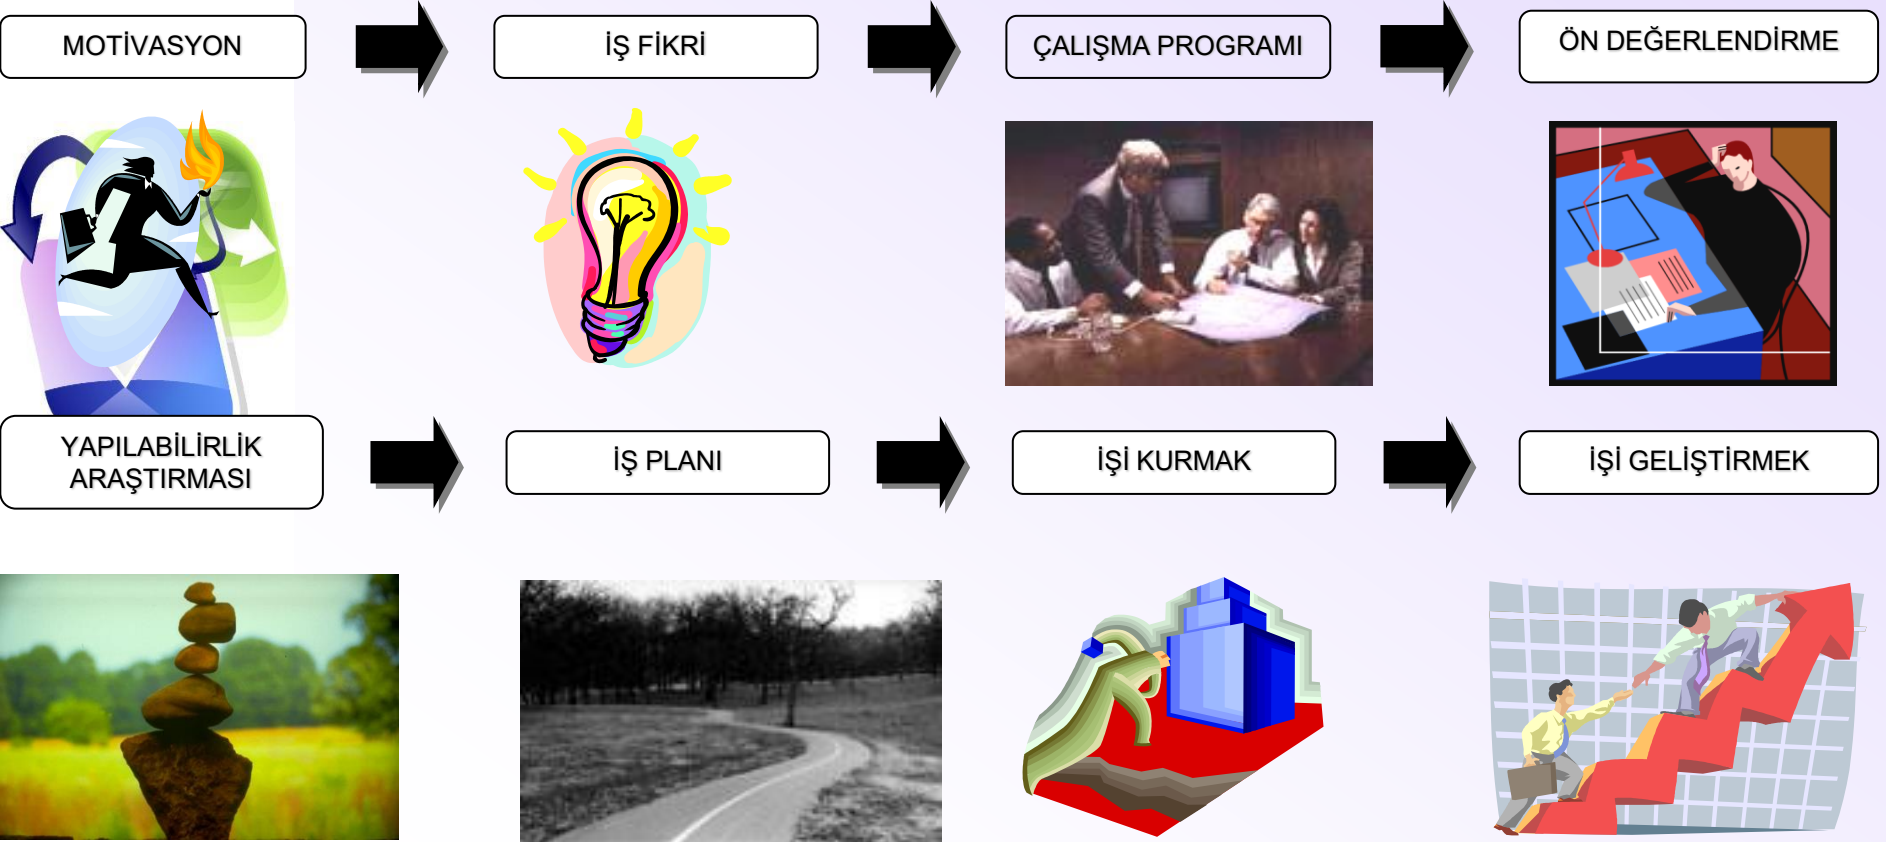 MOTİVASYON
İŞ FİKRİ
ÇALIŞMA PROGRAMI
ÖN DEĞERLENDİRME
YAPILABİLİRLİK
ARAŞTIRMASI
İŞ PLANI
İŞİ KURMAK
İŞİ GELİŞTİRMEK